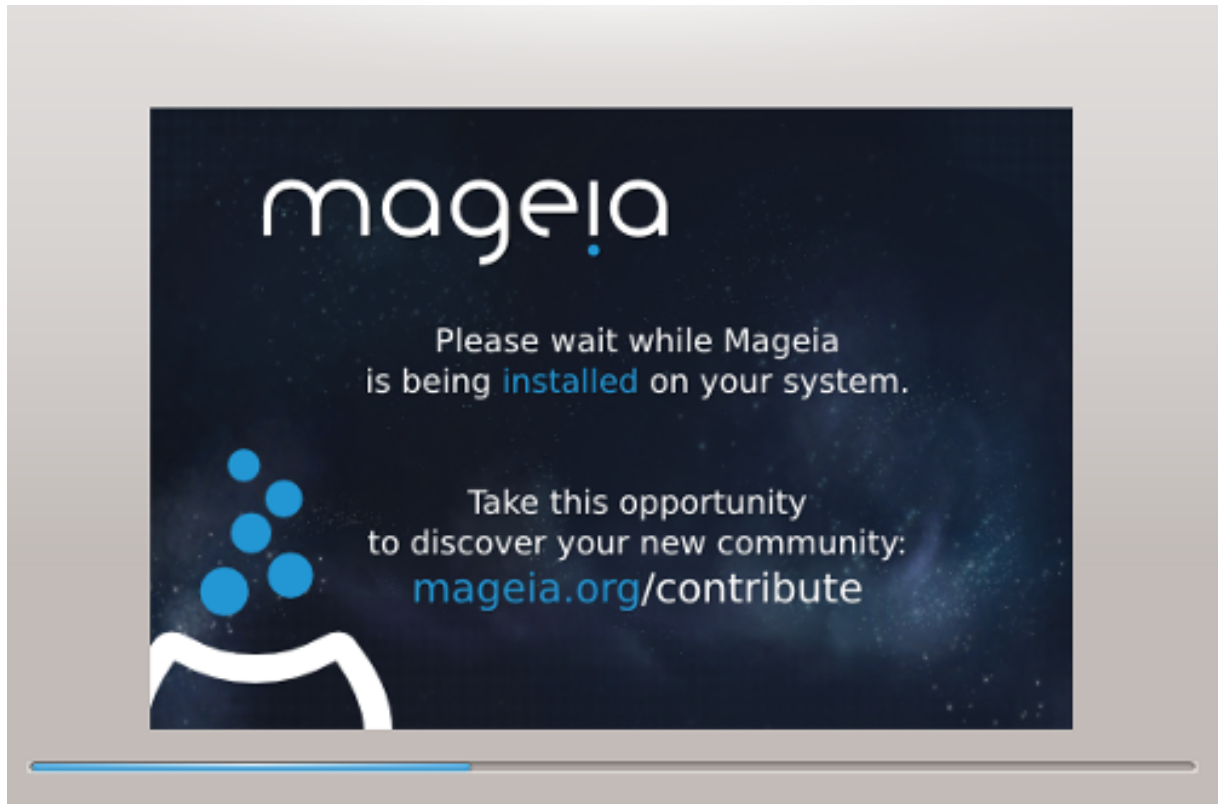 mageia
Please wait while Mageia
is being installed on your system.
Take this opportunity
to discover your new community:
mageia.org/contribute